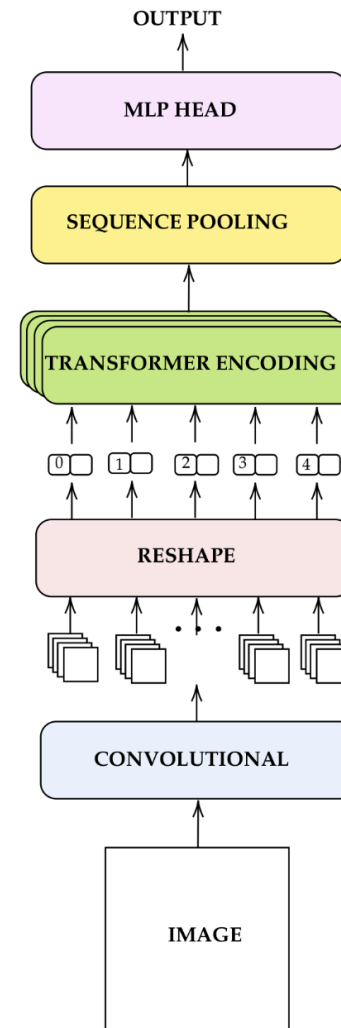 OUTPUT
MLP HEAD
SEQUENCE POOLING
TRANSFORMER ENCODING
0 1 2 3 4
RESHAPE
CONVOLUTIONAL
IMAGE